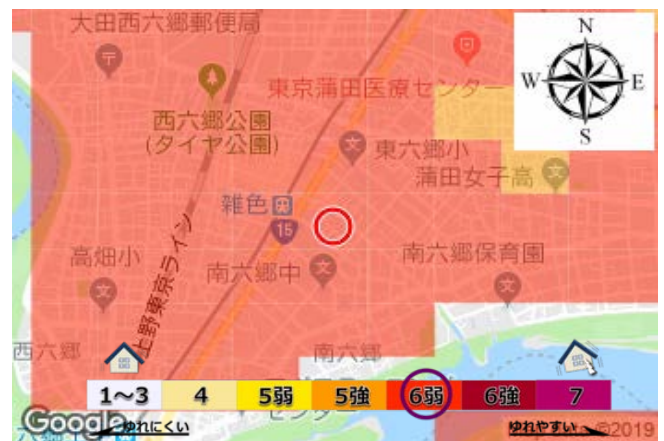 大田西六郷郵便局
N
W E
S
東京蒲田医療センター
西六郷公園
(タイヤ公園)
東六郷小
蒲田女子高
雑色
15
高畑小
上野東京ライン
南六郷中
南六郷保育園
西六郷
南六郷
1～3 4 5弱 5強 6弱 6強 7
センター
Google
ゆれにくい
ゆれやすい
©2019